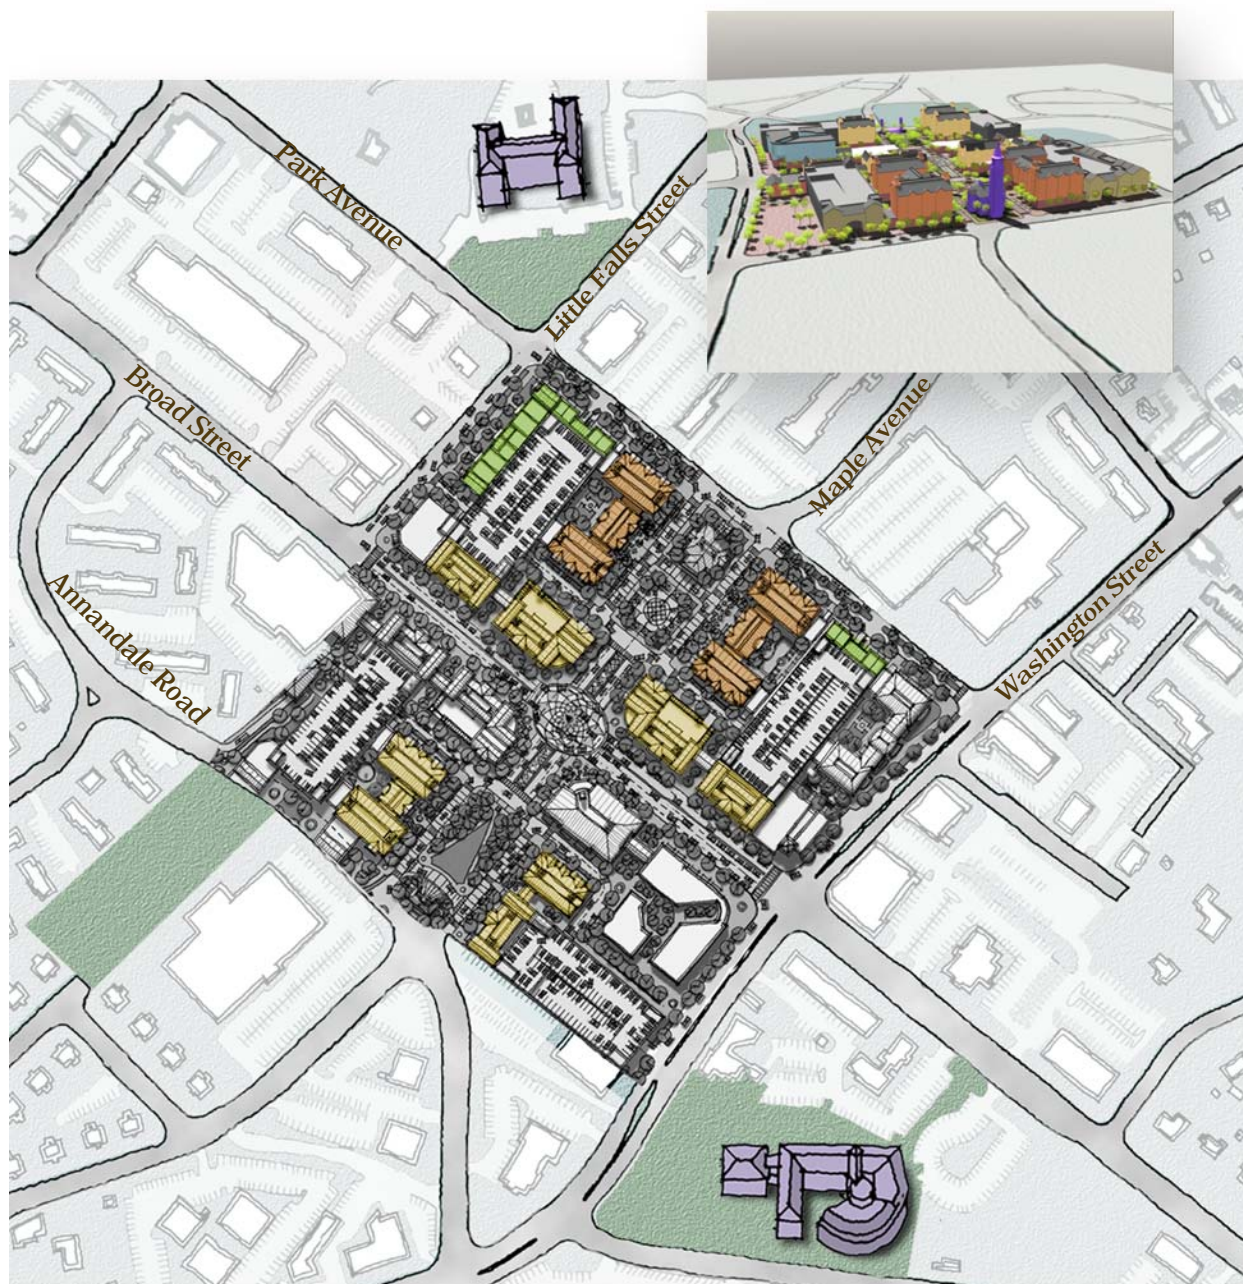 Park Avenue
Little Falls Street
Broad Street
Maple Avenue
Washington Street
Annandale Road